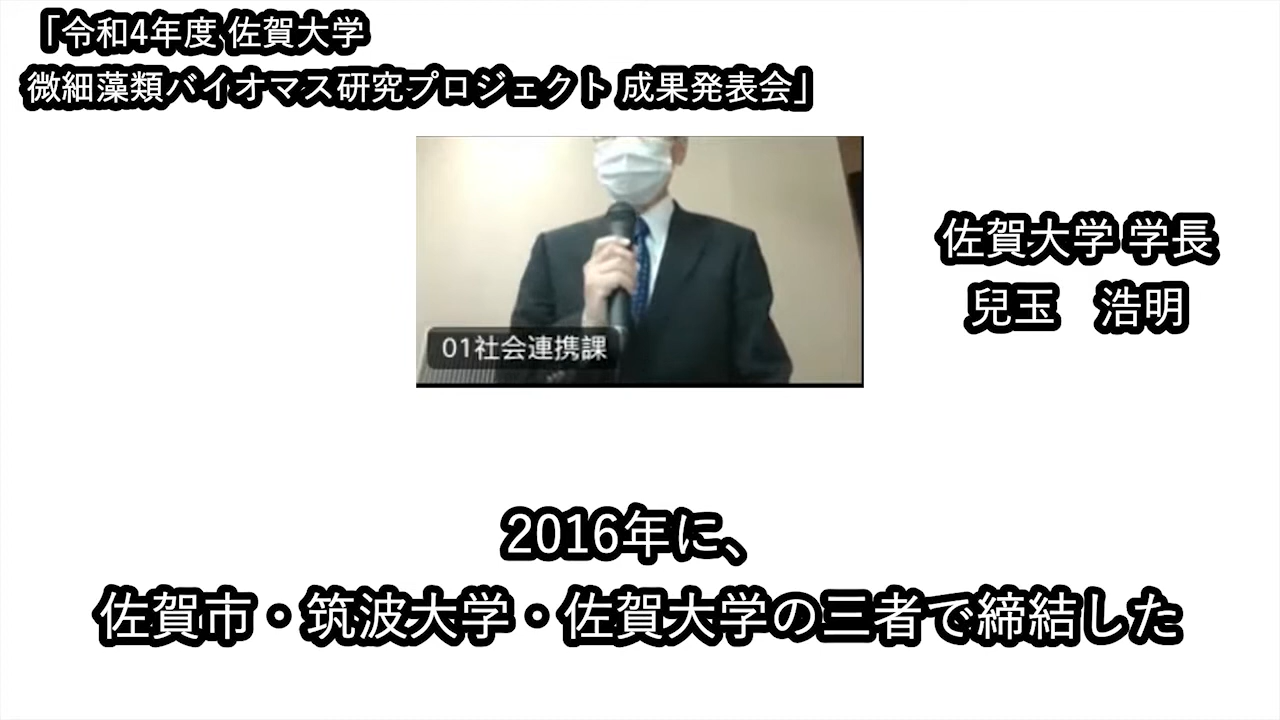 「令和4年度 佐賀大学
微細藻類バイオマス研究プロジェクト 成果発表会」
01社会連携課
佐賀大学 学長
兒玉　浩明
2016年に、
佐賀市・筑波大学・佐賀大学の三者で締結した